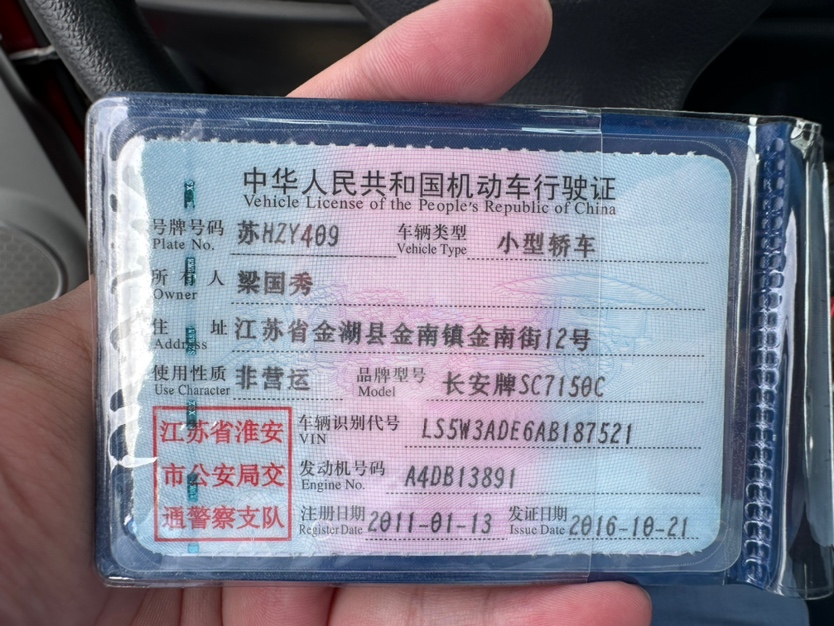 中华人民共和国机动车行驶证
Vehicle License of the People's Republic of China
号牌号码 苏HZY409 车辆类型 小型轿车
Plate No. Vehicle Type
所有人 梁国秀
Owner
住址 江苏省金湖县金南镇金南街12号
Address
使用性质 非营运 品牌型号 长安牌SC7150C
Use Character Model
江苏省淮安
市公安局交
通警察支队
车辆识别代号 LS5W3ADE6AB187521
VIN
发动机号码 A4DB13891
Engine No.
注册日期 2011-01-13 发证日期 2016-10-21
Register Date Issue Date